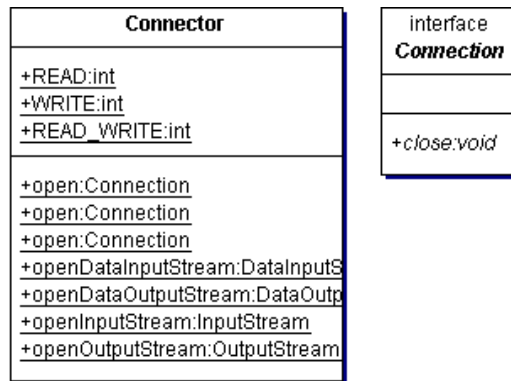 Connector
+READ:int
+WRITE:int
+READ_WRITE:int
+open:Connection
+open:Connection
+open:Connection
+openDataInputStream:DataInputS
+openDataOutputStream:DataOutp
+openInputStream:InputStream
+openOutputStream:OutputStream
interface
Connection
+close:void